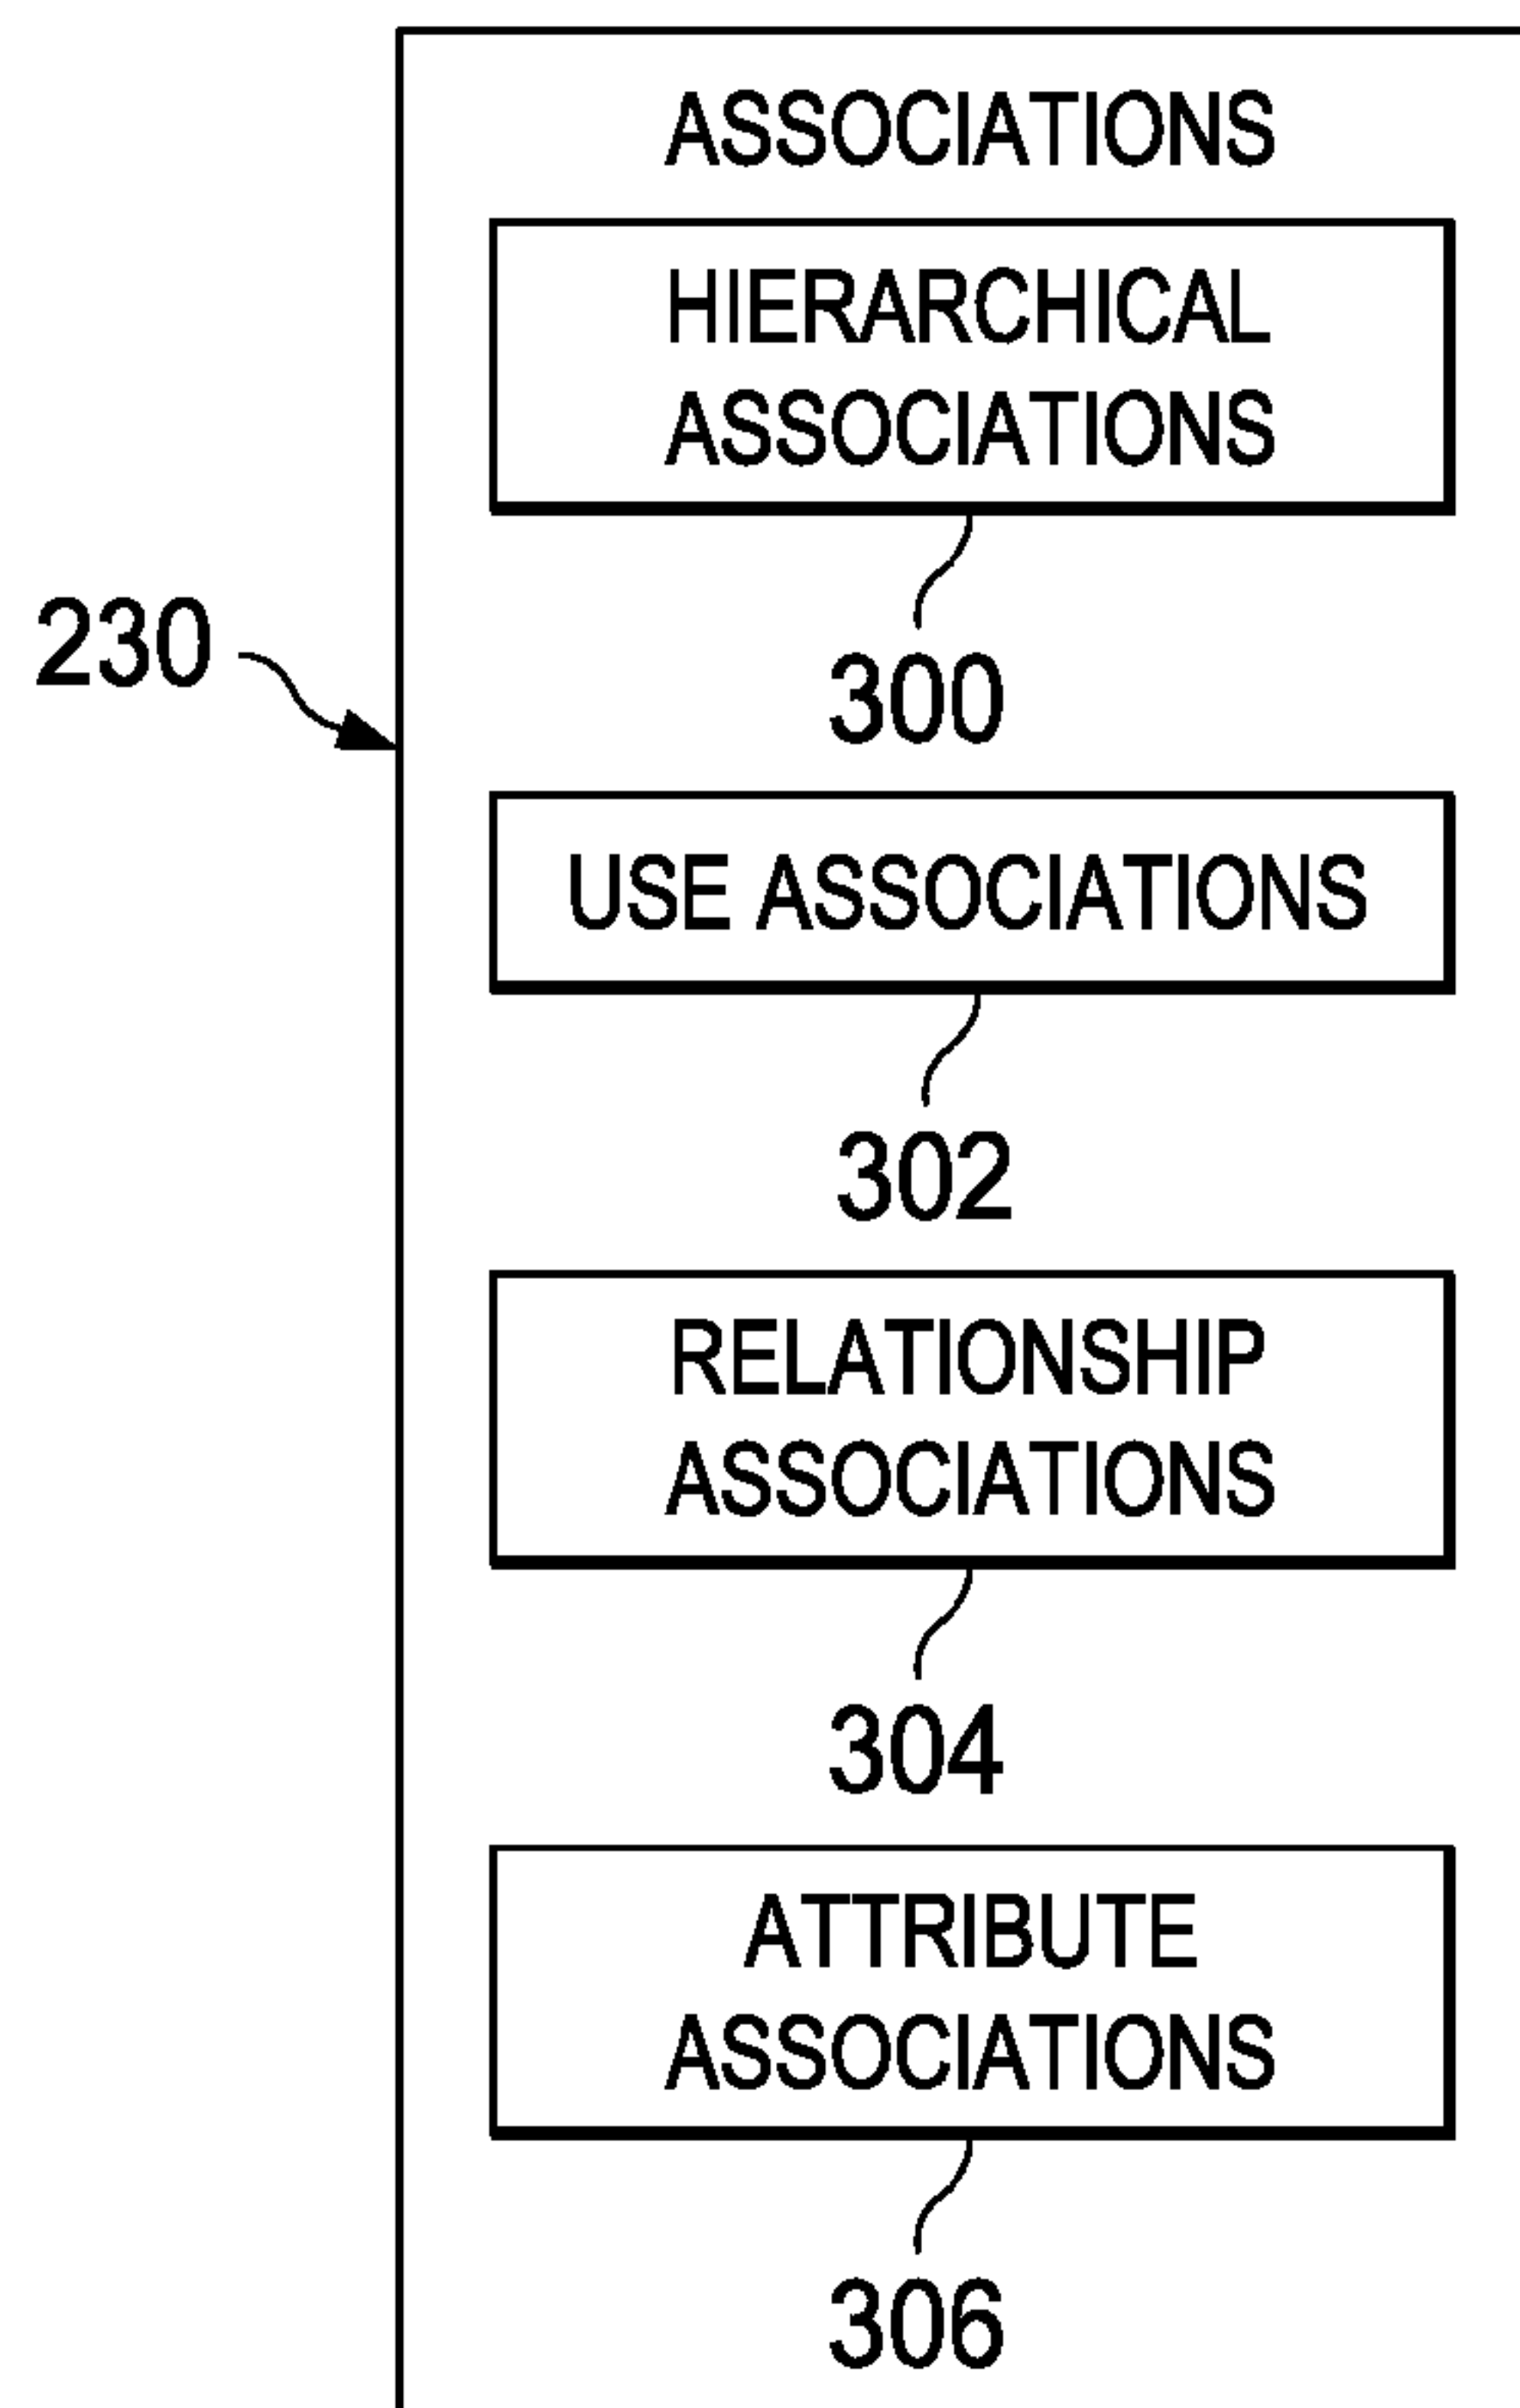 ASSOCIATIONS
HIERARCHICAL
ASSOCIATIONS
230
300
USE ASSOCIATIONS
302
RELATIONSHIP
ASSOCIATIONS
304
ATTRIBUTE
ASSOCIATIONS
306